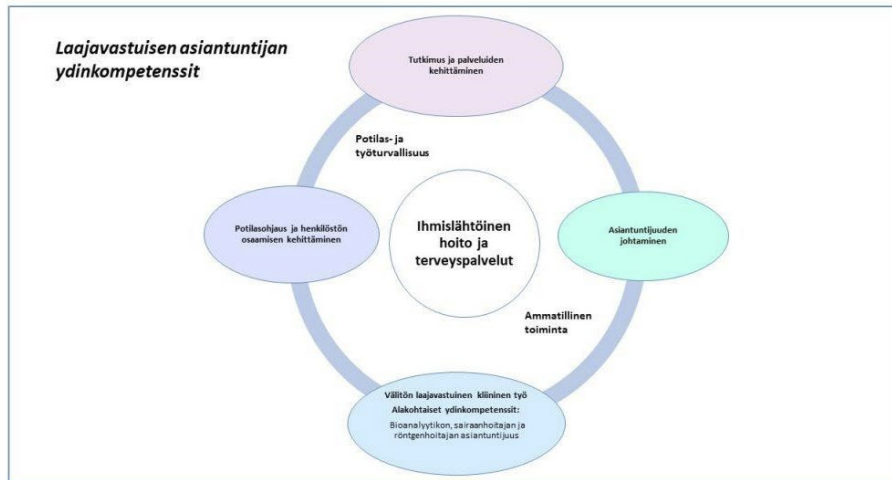 Laajavastuisen asiantuntijan
ydinkompetenssit
Tutkimus ja palveluiden
kehittäminen
Potilas- ja
työturvallisuus
Potilasohjaus ja henkilöstön
osaamisen kehittäminen
Ihmislähtöinen
hoito ja
terveyspalvelut
Asiantuntijuuden
johtaminen
Ammatillinen
toiminta
Välitön laajavastuinen kliininen työ
Alakohtaiset ydinkompetenssit:
Bioanalyytikon, sairaanhoitajan ja
röntgenhoitajan asiantuntijuus